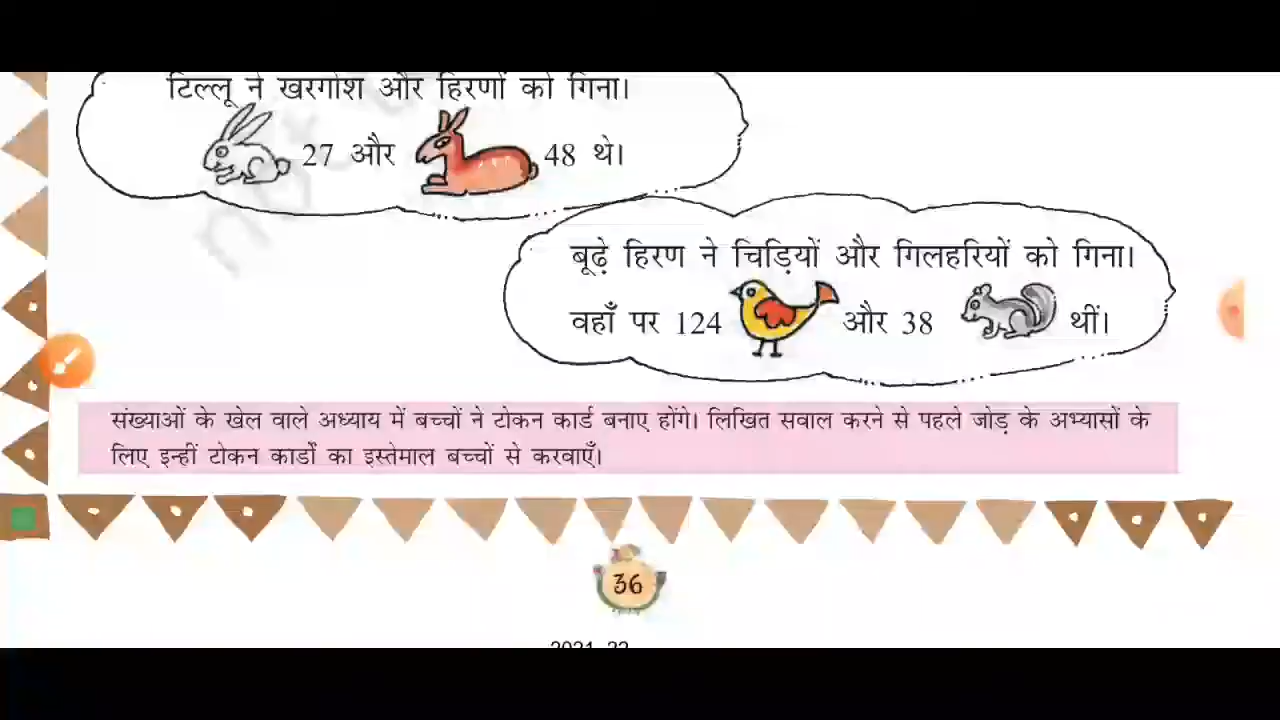 टिल्लू ने खरगोश और हिरणों को गिना।
27 और 48 थे।
बूढ़े हिरण ने चिड़ियों और गिलहरियों को गिना।
वहाँ पर 124 और 38 थीं।
संख्याओं के खेल वाले अध्याय में बच्चों ने टोकन कार्ड बनाए होंगे। लिखित सवाल करने से पहले जोड़ के अभ्यासों के
लिए इन्हीं टोकन कार्डों का इस्तेमाल बच्चों से करवाएँ।
36